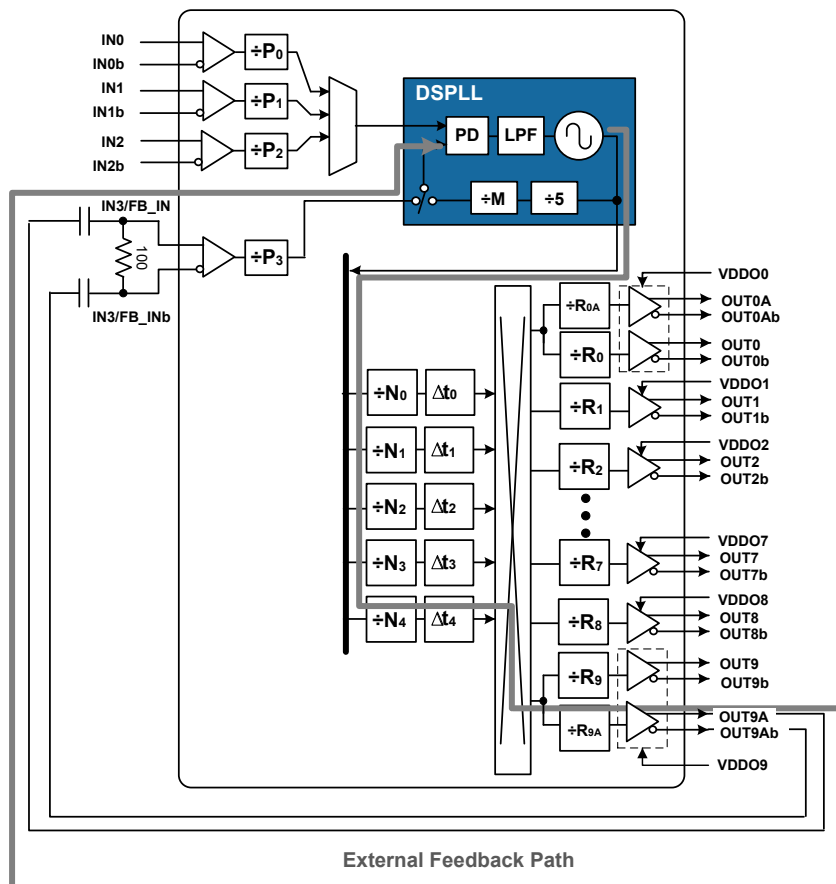 IN0
IN0b
÷P0
IN1
IN1b
÷P1
IN2
IN2b
÷P2
DSPLL
PD
LPF
÷M
÷5
IN3/FB_IN
100
÷P3
IN3/FB_INb
VDDO0
÷R0A
OUT0A
OUT0Ab
÷R0
OUT0
OUT0b
÷N0
Δt0
÷R1
VDDO1
OUT1
OUT1b
÷N1
Δt1
÷R2
VDDO2
OUT2
OUT2b
÷N2
Δt2
÷N3
Δt3
÷R7
VDDO7
OUT7
OUT7b
÷N4
Δt4
÷R8
VDDO8
OUT8
OUT8b
÷R9
OUT9
OUT9b
÷R9A
OUT9A
OUT9Ab
VDDO9
External Feedback Path